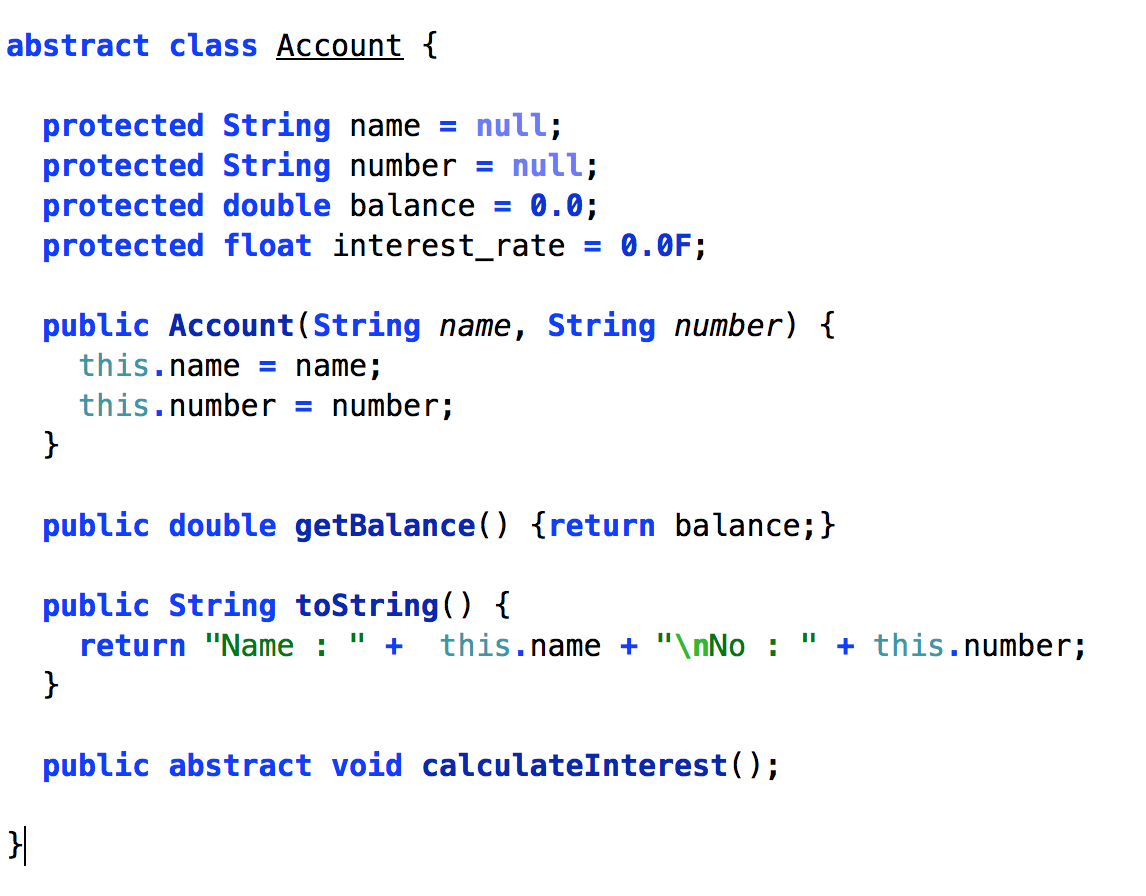 abstract class Account {
protected String name = null;
protected String number = null;
protected double balance = 0.0;
protected float interest_rate = 0.0F;
public Account(String name, String number) {
this.name = name;
this.number = number;
}
public double getBalance() {return balance;}
public String toString() {
return "Name : " +  this.name + "\nNo : " + this.number;
}
public abstract void calculateInterest();
}